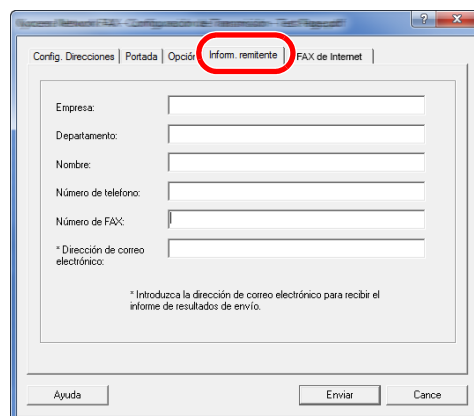 Config. Direcciones Portada Opción Inform. remitente FAX de Internet
Empresa:
Departamento:
Nombre:
Número de telefono:
Número de FAX:
* Dirección de correo
electrónico:
* Introduzca la dirección de correo electrónico para recibir el
informe de resultados de envío.
Ayuda Enviar Cance